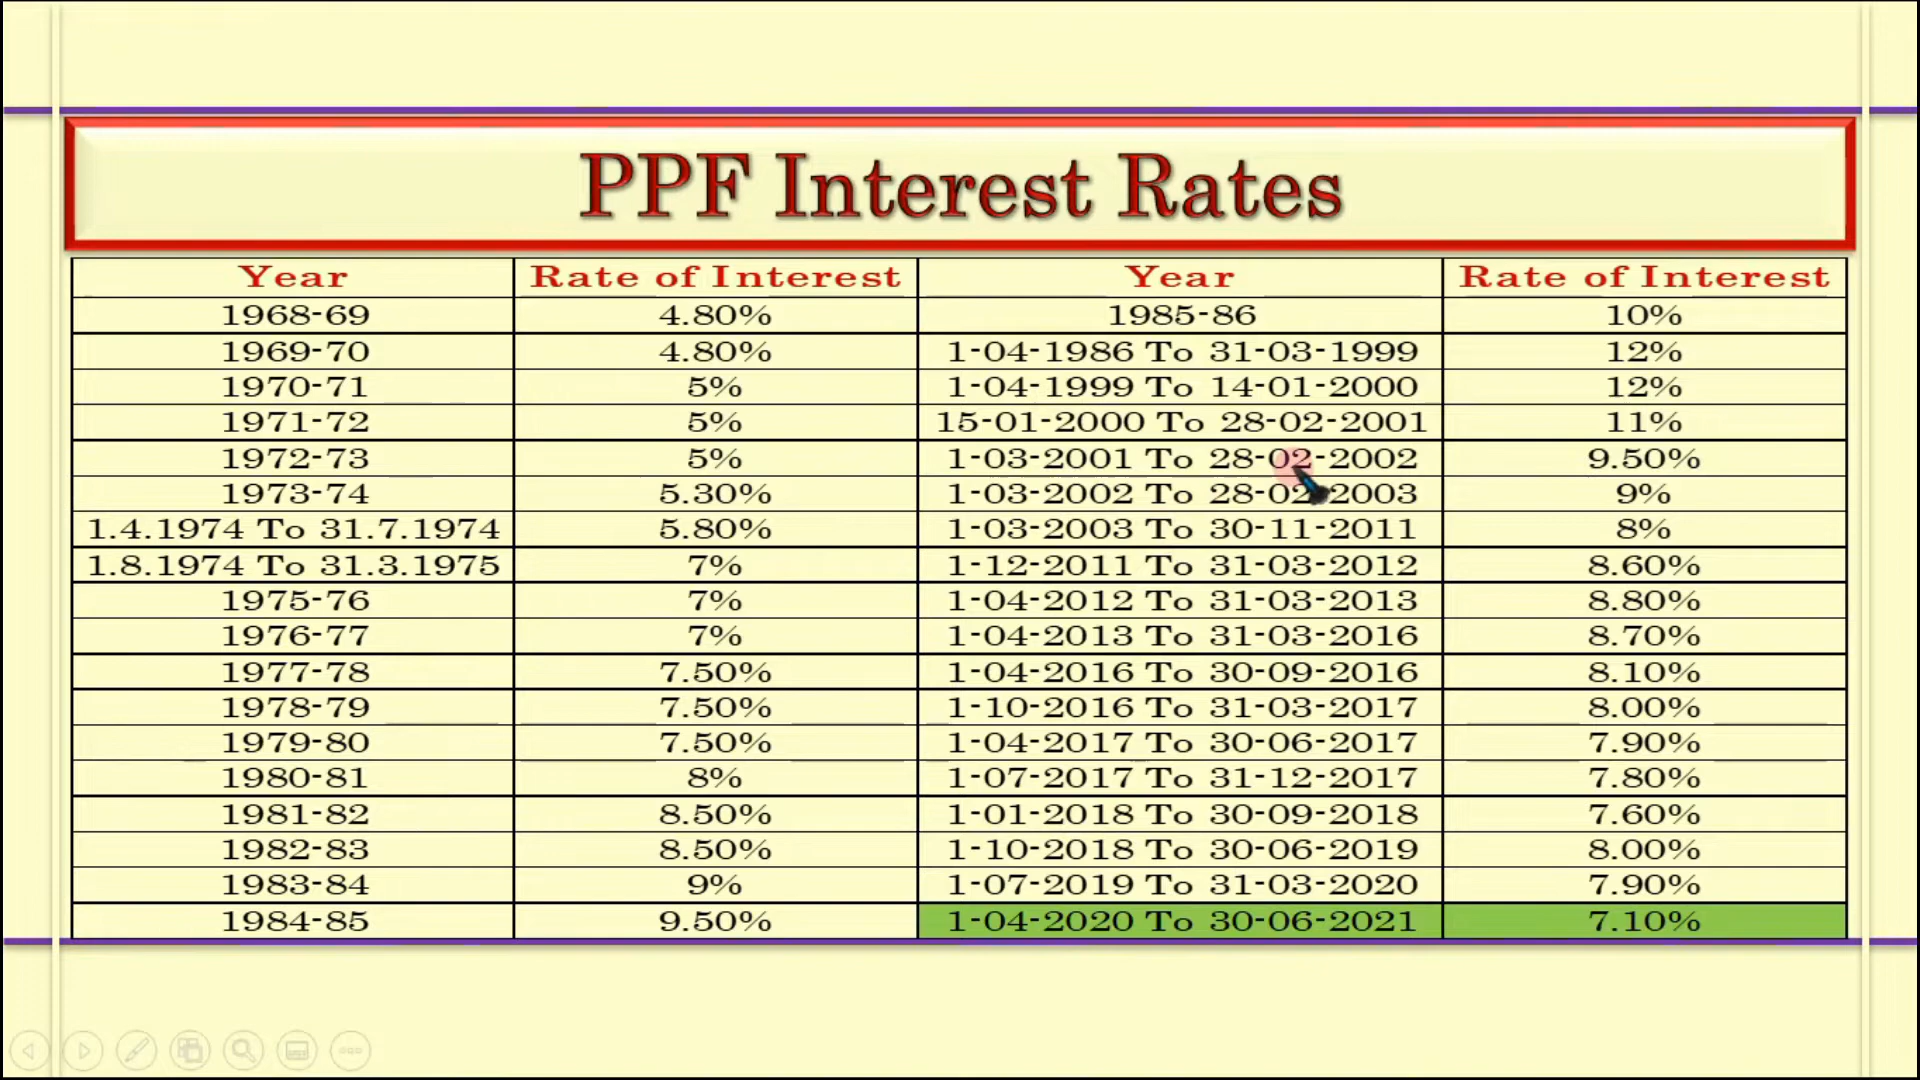 PPF Interest Rates
Year Rate of Interest Year Rate of Interest
1968-69 4.80% 1985-86 10%
1969-70 4.80% 1-04-1986 To 31-03-1999 12%
1970-71 5% 1-04-1999 To 14-01-2000 12%
1971-72 5% 15-01-2000 To 28-02-2001 11%
1972-73 5% 1-03-2001 To 28-02-2002 9.50%
1973-74 5.30% 1-03-2002 To 28-02-2003 9%
1.4.1974 To 31.7.1974 5.80% 1-03-2003 To 30-11-2011 8%
1.8.1974 To 31.3.1975 7% 1-12-2011 To 31-03-2012 8.60%
1975-76 7% 1-04-2012 To 31-03-2013 8.80%
1976-77 7% 1-04-2013 To 31-03-2016 8.70%
1977-78 7.50% 1-04-2016 To 30-09-2016 8.10%
1978-79 7.50% 1-10-2016 To 31-03-2017 8.00%
1979-80 7.50% 1-04-2017 To 30-06-2017 7.90%
1980-81 8% 1-07-2017 To 31-12-2017 7.80%
1981-82 8.50% 1-01-2018 To 30-09-2018 7.60%
1982-83 8.50% 1-10-2018 To 30-06-2019 8.00%
1983-84 9% 1-07-2019 To 31-03-2020 7.90%
1984-85 9.50% 1-04-2020 To 30-06-2021 7.10%